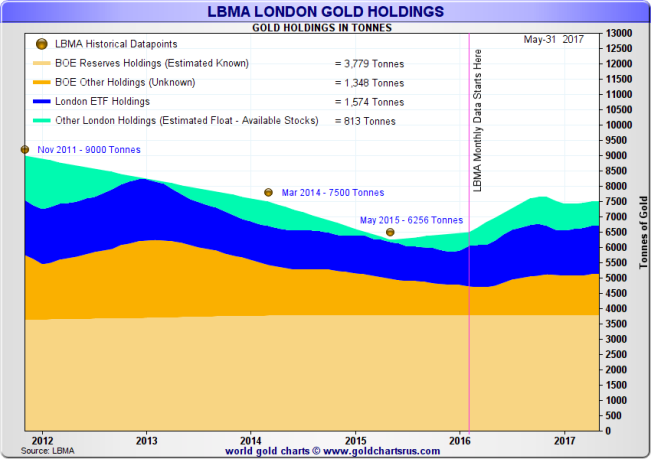 LBMA LONDON GOLD HOLDINGS
GOLD HOLDINGS IN TONNES
May-31 2017
LBMA Historical Datapoints
BOE Reserves Holdings (Estimated Known) = 3,779 Tonnes
BOE Other Holdings (Unknown) = 1,348 Tonnes
London ETF Holdings = 1,574 Tonnes
Other London Holdings (Estimated Float - Available Stocks) = 813 Tonnes
Nov 2011 - 9000 Tonnes
Mar 2014 - 7500 Tonnes
May 2015 - 6256 Tonnes
LBMA Monthly Data Starts Here
13000
12500
12000
11500
11000
10500
10000
9500
9000
8500
8000
7500
7000
6500
6000
5500
5000
4500
4000
3500
3000
2500
2000
1500
1000
500
0
Tonnes of Gold
2012 2013 2014 2015 2016 2017
Source: LBMA
world gold charts © www.goldchartsrus.com